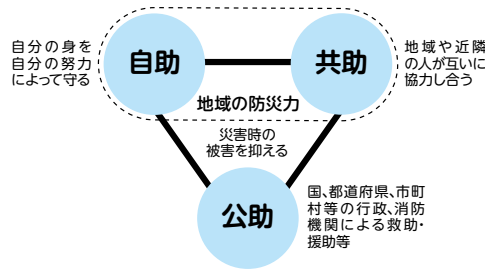 自分の身を
自分の努力
によって守る
自助
共助
地域や近隣
の人が互いに
協力し合う
地域の防災力
災害時の
被害を抑える
公助
国、都道府県、市町
村等の行政、消防
機関による救助・
援助等